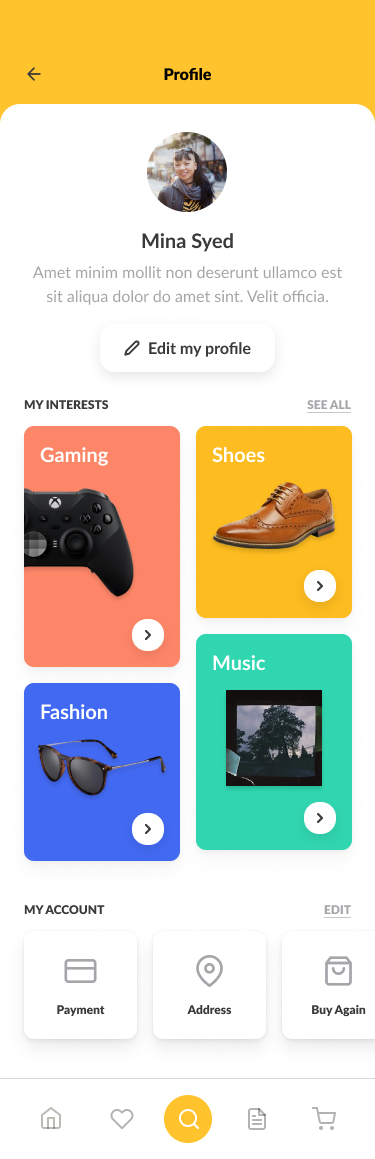 Profile
Mina Syed
Amet minim mollit non deserunt ullamco est
sit aliqua dolor do amet sint. Velit officia.
Edit my profile
MY INTERESTS
SEE ALL
Gaming
Shoes
Music
Fashion
MY ACCOUNT
EDIT
Payment
Address
Buy Again